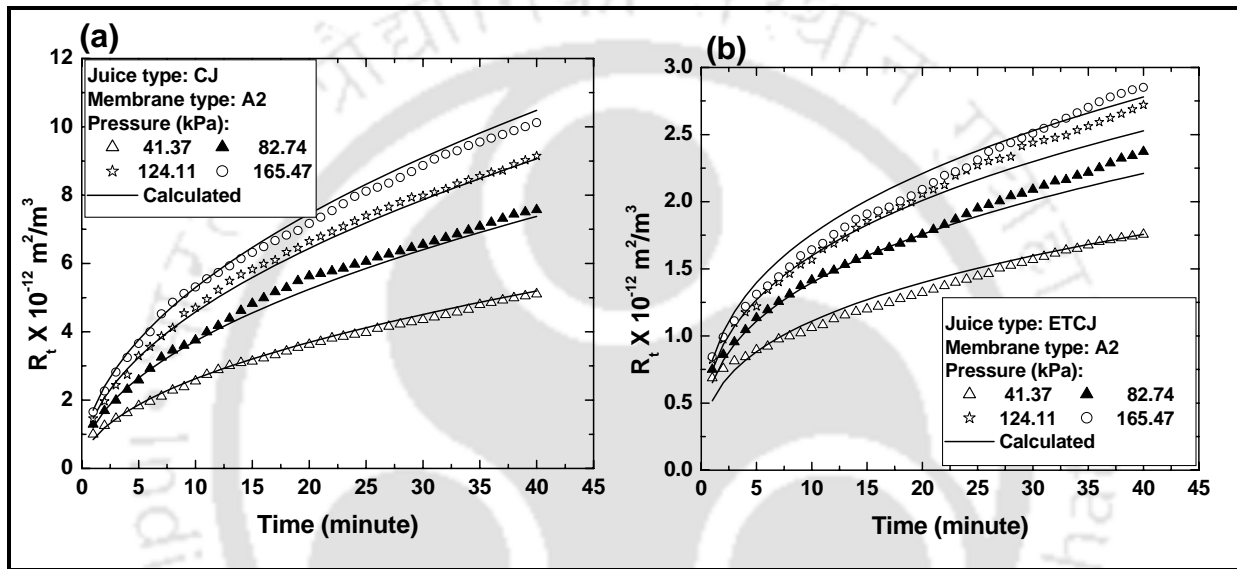 (a)
12
10
8
6
4
2
0
0 5 10 15 20 25 30 35 40 45
R_t X 10^-12 m^2/m^3
Time (minute)
Juice type: CJ
Membrane type: A2
Pressure (kPa):
△ 41.37 ▲ 82.74
☆ 124.11 ○ 165.47
— Calculated
(b)
3.0
2.5
2.0
1.5
1.0
0.5
0.0
0 5 10 15 20 25 30 35 40 45
R_t X 10^-12 m^2/m^3
Time (minute)
Juice type: ETCJ
Membrane type: A2
Pressure (kPa):
△ 41.37 ▲ 82.74
☆ 124.11 ○ 165.47
— Calculated